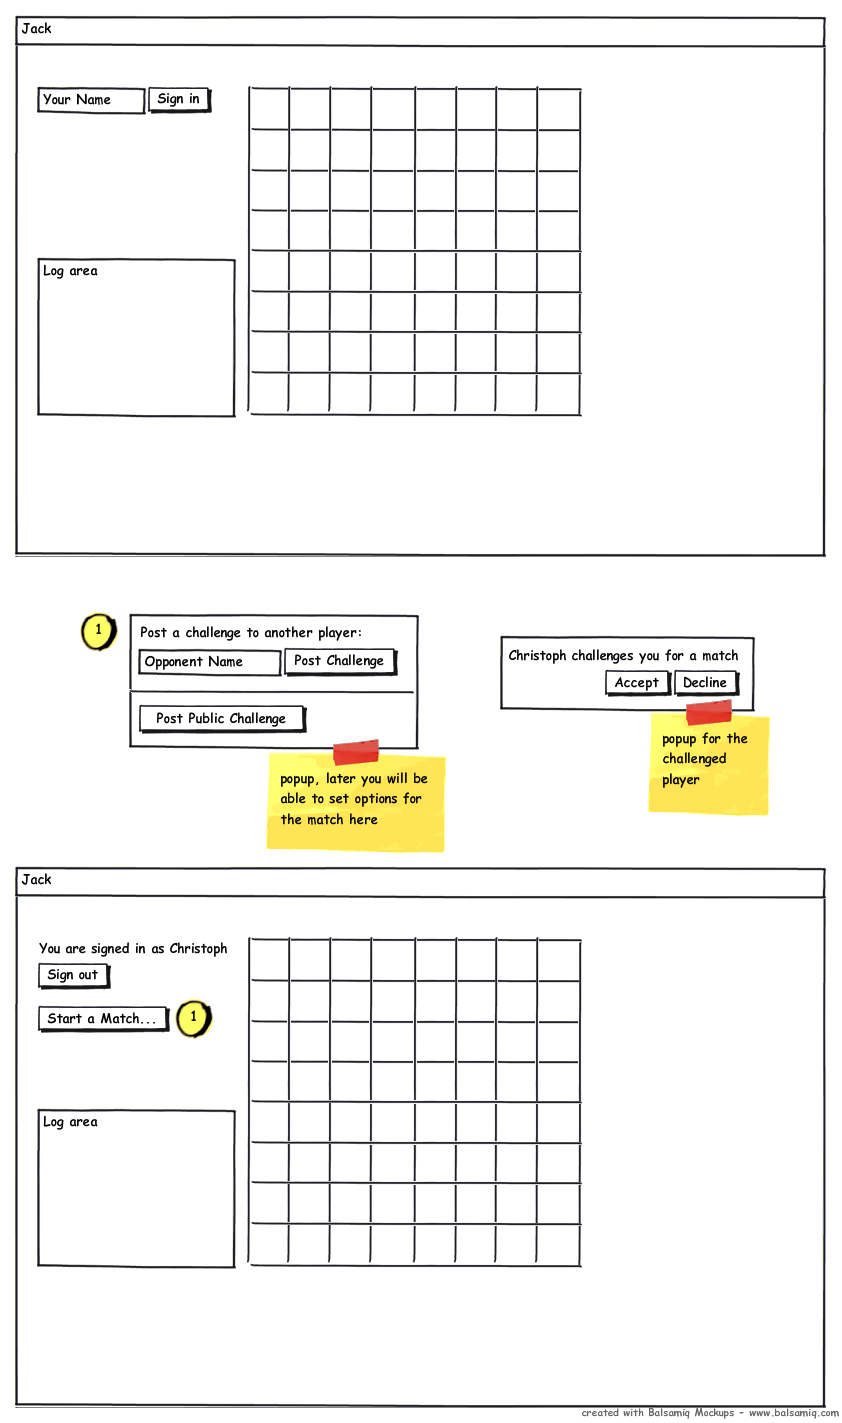 Jack
Your Name
Sign in
Log area
1
Post a challenge to another player:
Opponent Name
Post Challenge
Post Public Challenge
popup, later you will be
able to set options for
the match here
Christoph challenges you for a match
Accept
Decline
popup for the
challenged
player
Jack
You are signed in as Christoph
Sign out
Start a Match...
1
Log area
created with Balsamiq Mockups - www.balsamiq.com